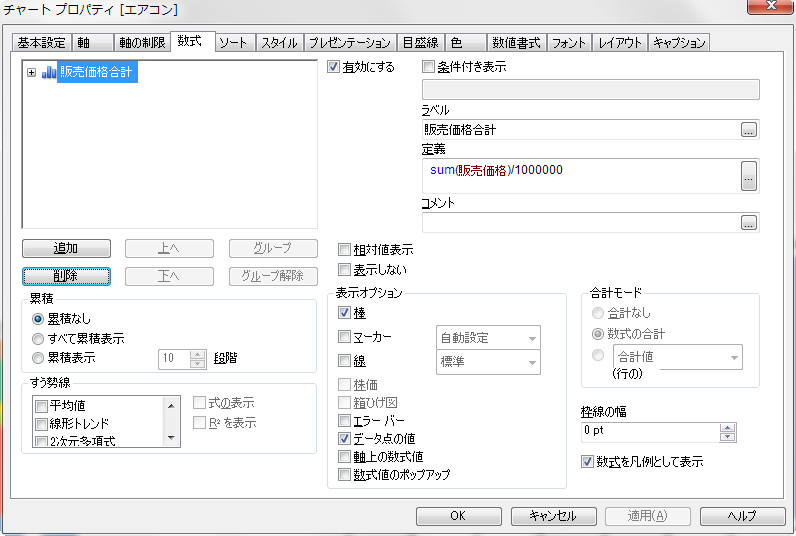 チャート プロパティ [エアコン]
基本設定 軸 軸の制限 数式 ソート スタイル プレゼンテーション 目盛線 色 数値書式 フォント レイアウト キャプション
販売価格合計
有効にする
条件付き表示
ラベル
販売価格合計
...
定義
sum(販売価格)/1000000
...
コメント
...
追加 上へ グループ
削除 下へ グループ解除
相対値表示
表示しない
累積
累積なし
すべて累積表示
累積表示 10 段階
すう勢線
平均値
線形トレンド
2次元多項式
式の表示
R² を表示
表示オプション
棒
マーカー 自動設定
線 標準
株価
箱ひげ図
エラー バー
データ点の値
軸上の数式値
数式値のポップアップ
合計モード
合計なし
数式の合計
合計値
(行の)
枠線の幅
0 pt
数式を凡例として表示
OK キャンセル 適用(A) ヘルプ